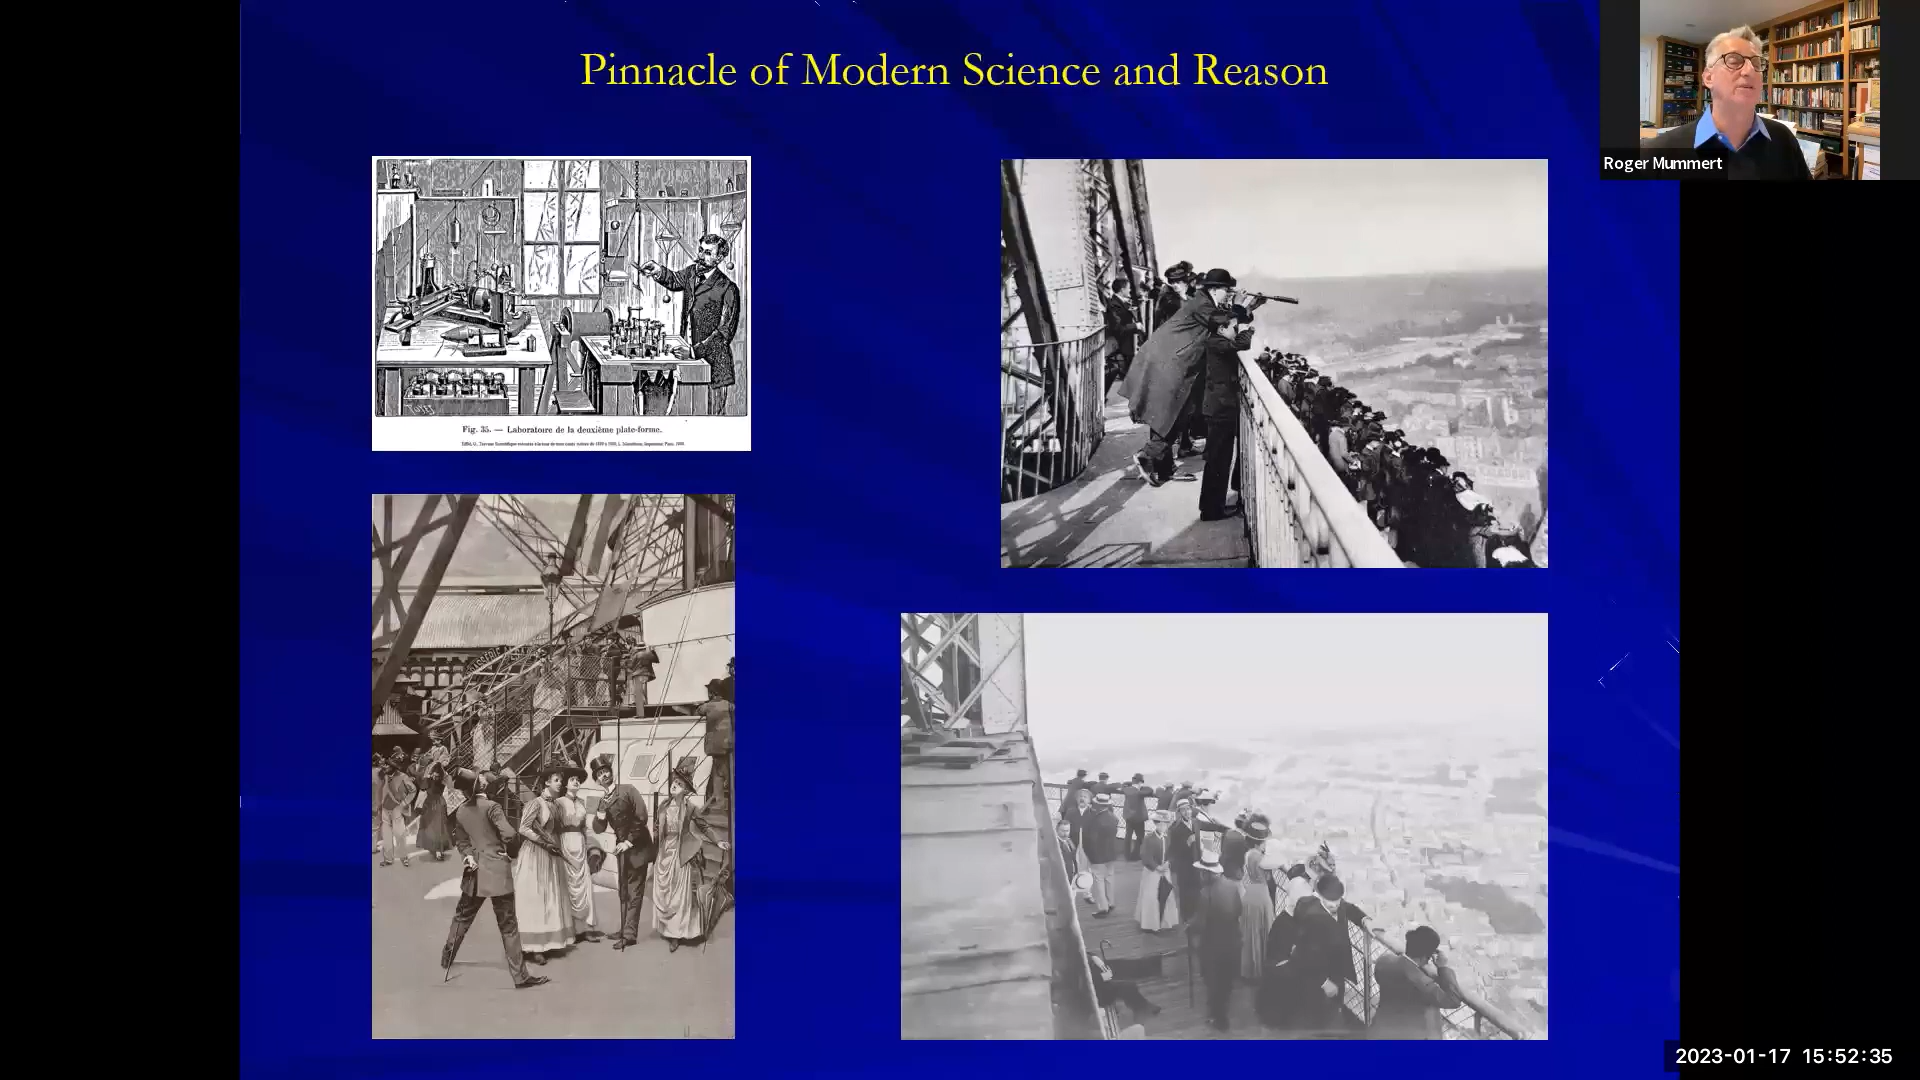 Pinnacle of Modern Science and Reason
Roger Mummert
Fig. 35. — Laboratoire de la deuxième plate-forme.
2023-01-17 15:52:35